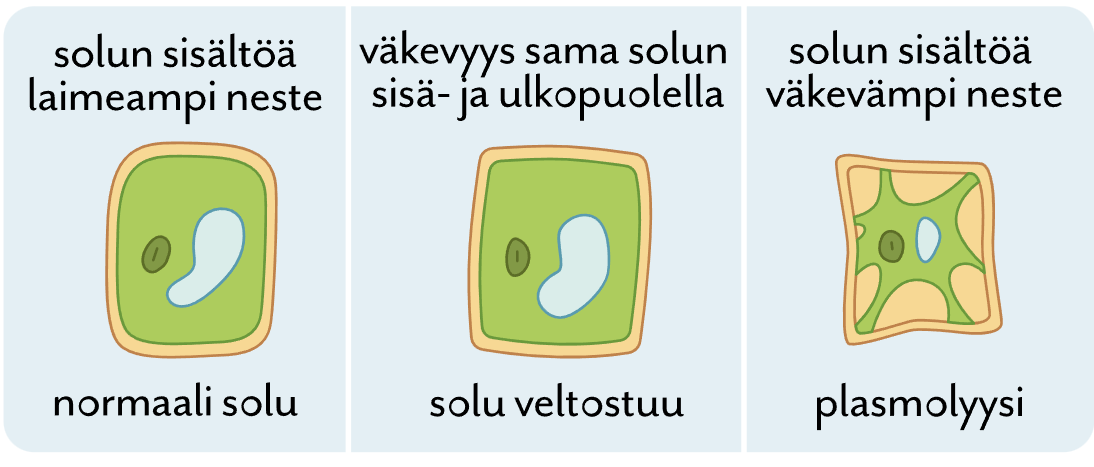 solun sisältöä
laimeampi neste
normaali solu
väkevyys sama solun
sisä- ja ulkopuolella
solu veltostuu
solun sisältöä
väkevämpi neste
plasmolyysi